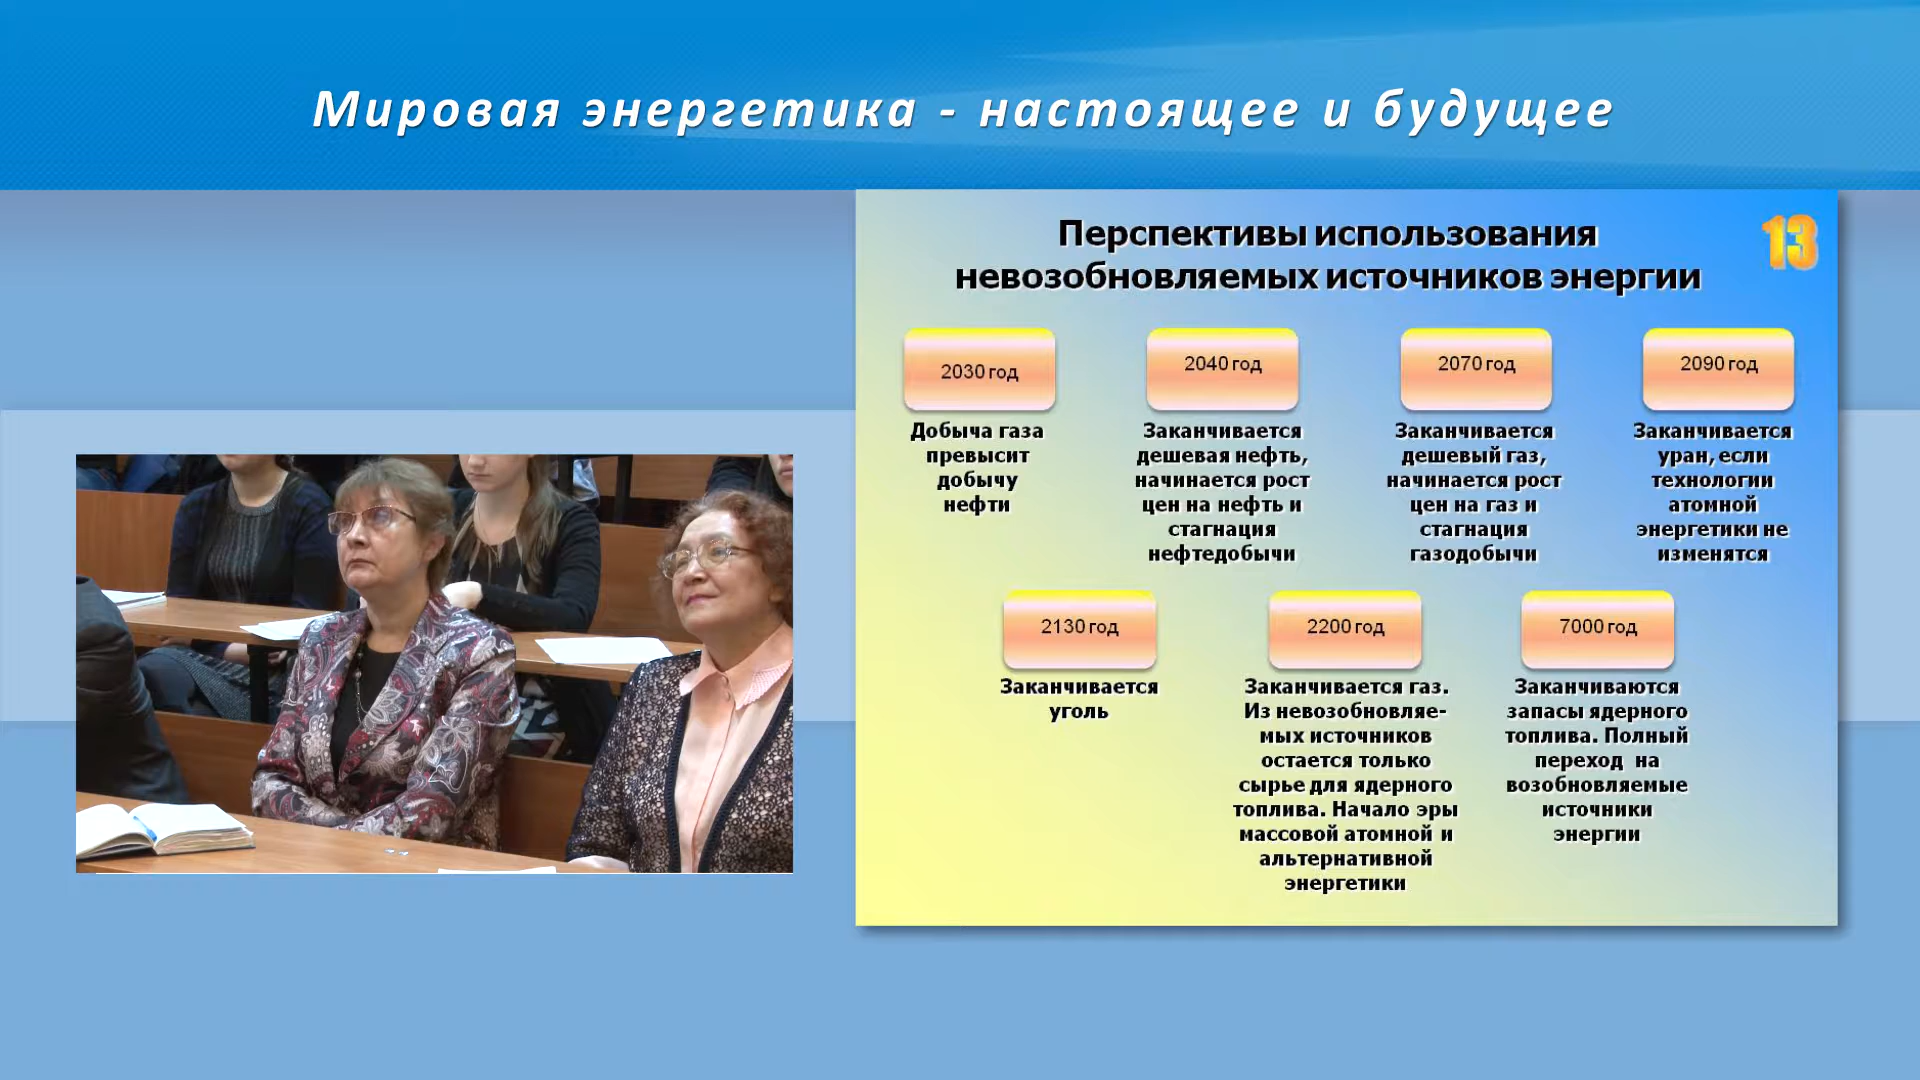 Мировая энергетика - настоящее и будущее
Перспективы использования
невозобновляемых источников энергии
13
2030 год
Добыча газа
превысит
добычу
нефти
2040 год
Заканчивается
дешевая нефть,
начинается рост
цен на нефть и
стагнация
нефтедобычи
2070 год
Заканчивается
дешевый газ,
начинается рост
цен на газ и
стагнация
газодобычи
2090 год
Заканчивается
уран, если
технологии
атомной
энергетики не
изменятся
2130 год
Заканчивается
уголь
2200 год
Заканчивается газ.
Из невозобновляе-
мых источников
остается только
сырье для ядерного
топлива. Начало эры
массовой атомной и
альтернативной
энергетики
7000 год
Заканчиваются
запасы ядерного
топлива. Полный
переход на
возобновляемые
источники
энергии